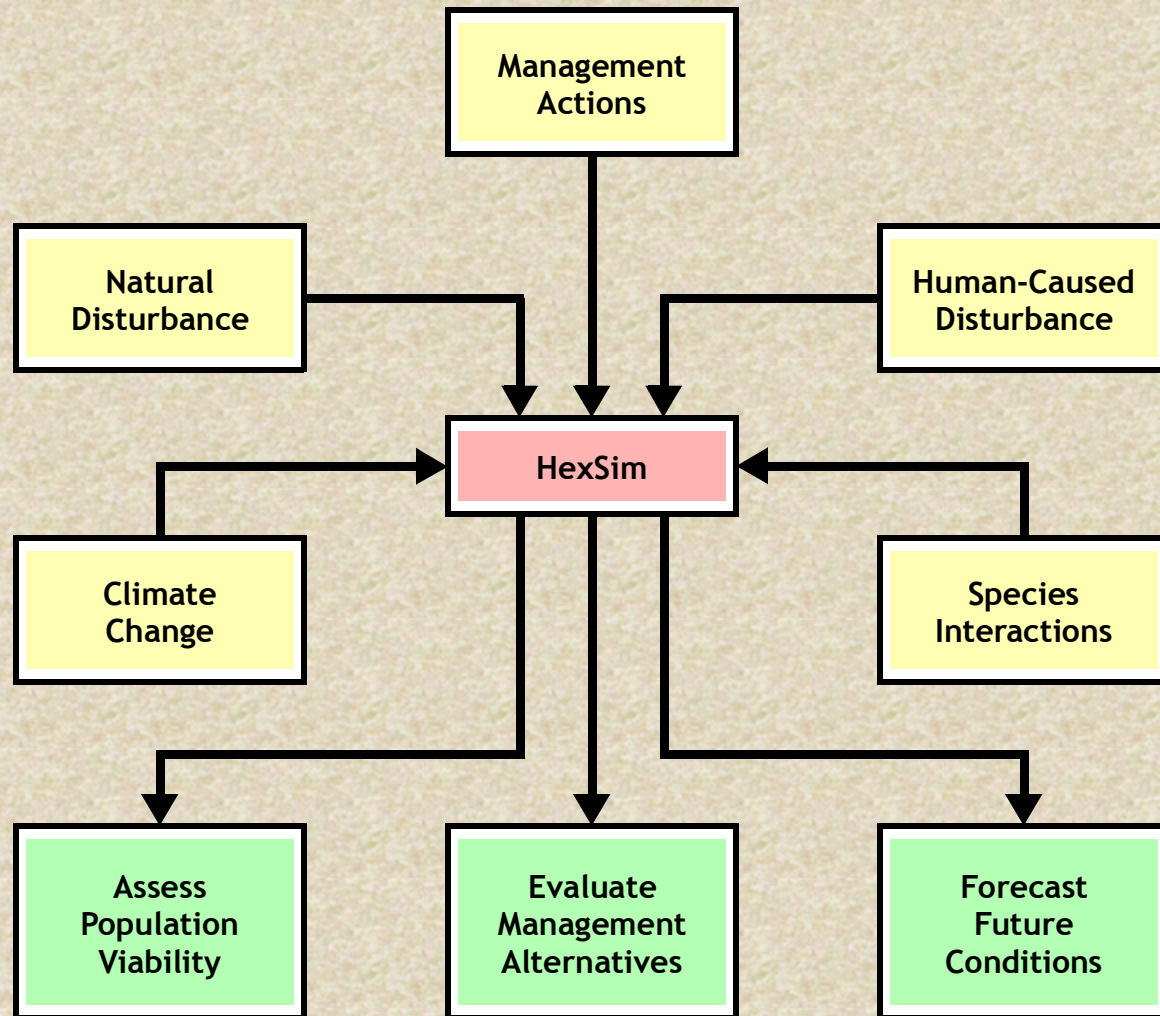 Management
Actions
Natural
Disturbance
Human-Caused
Disturbance
HexSim
Climate
Change
Species
Interactions
Assess
Population
Viability
Evaluate
Management
Alternatives
Forecast
Future
Conditions